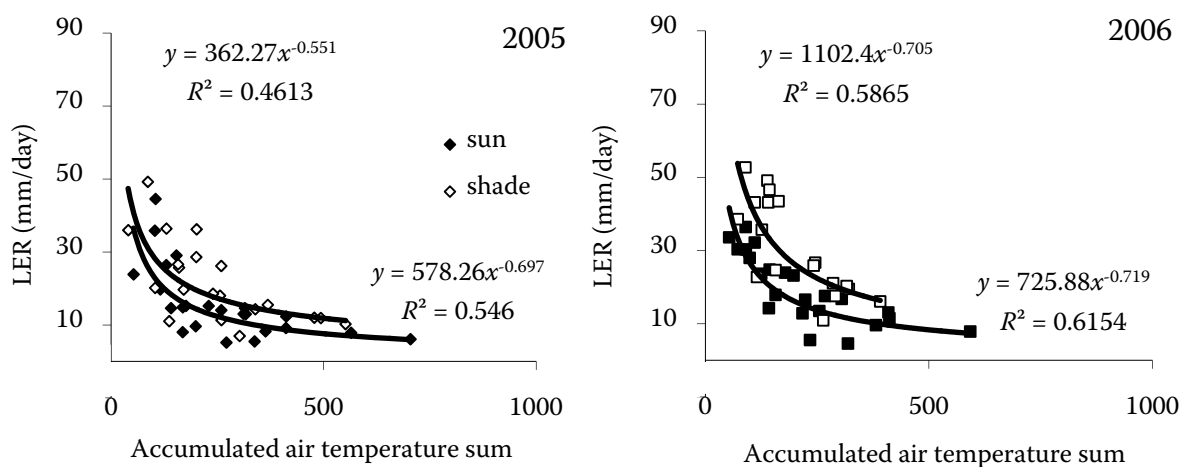 2005
y = 362.27x^-0.551
R² = 0.4613
sun
shade
y = 578.26x^-0.697
R² = 0.546
LER (mm/day)
90
70
50
30
10
0
500
1000
Accumulated air temperature sum
2006
y = 1102.4x^-0.705
R² = 0.5865
y = 725.88x^-0.719
R² = 0.6154
LER (mm/day)
90
70
50
30
10
0
500
1000
Accumulated air temperature sum